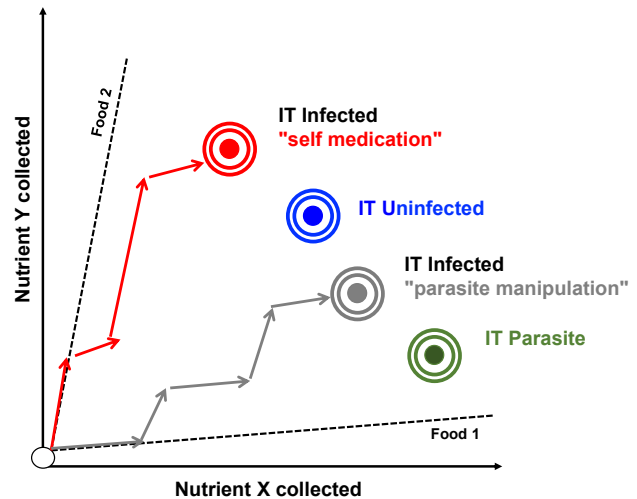 Nutrient Y collected
Food 2
IT Infected
"self medication"
IT Uninfected
IT Infected
"parasite manipulation"
IT Parasite
Food 1
Nutrient X collected